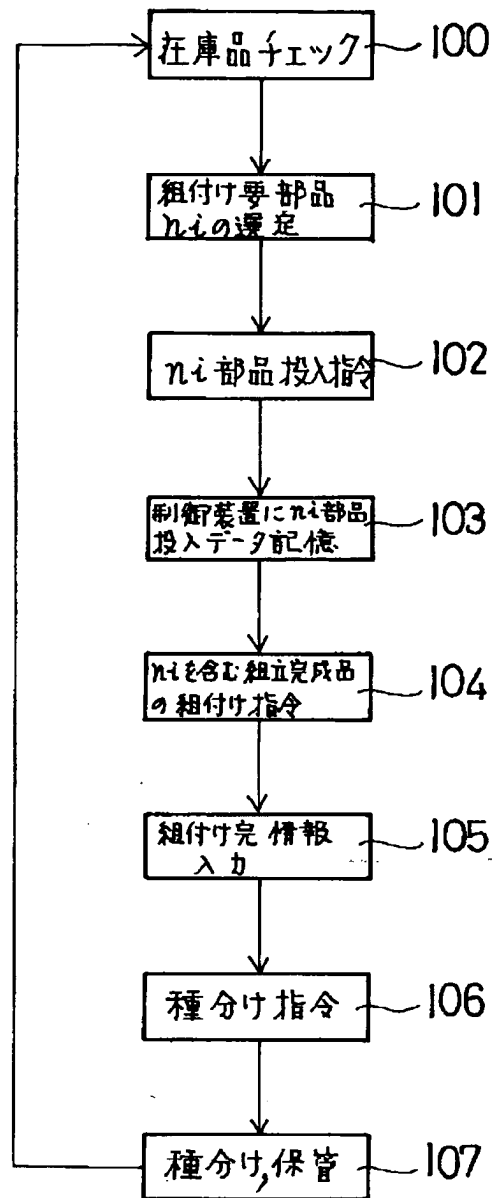 在庫品チェック
100
組付け要部品
niの選定
101
ni部品投入指令
102
制御装置にni部品
投入データ記憶
103
niを含む組立完成品
の組付け指令
104
組付け完情報
入力
105
種分け指令
106
種分け,保管
107